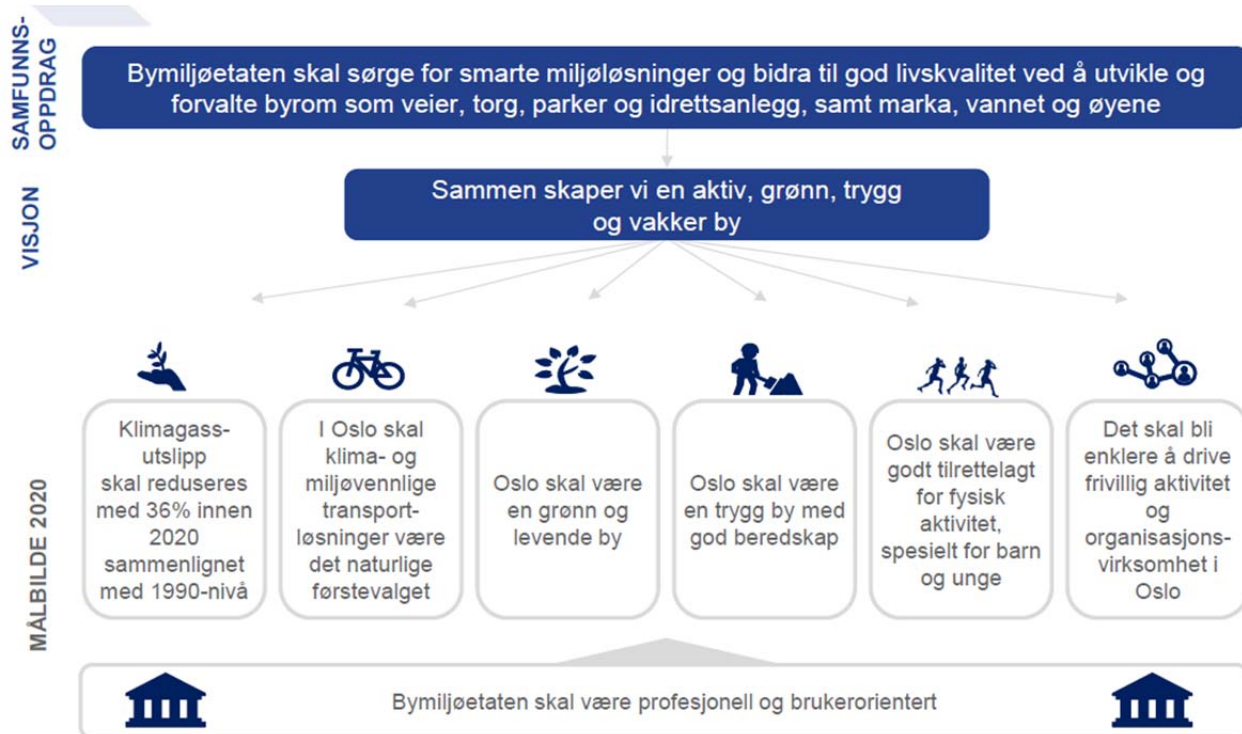 SAMFUNNS-
OPPDRAG
Bymiljøetaten skal sørge for smarte miljøløsninger og bidra til god livskvalitet ved å utvikle og
forvalte byrom som veier, torg, parker og idrettsanlegg, samt marka, vannet og øyene
VISJON
Sammen skaper vi en aktiv, grønn, trygg
og vakker by
MÅLBILDE 2020
Klimagass-
utslipp
skal reduseres
med 36% innen
2020
sammenlignet
med 1990-nivå
I Oslo skal
klima- og
miljøvennlige
transport-
løsninger være
det naturlige
førstevalget
Oslo skal være
en grønn og
levende by
Oslo skal være
en trygg by med
god beredskap
Oslo skal være
godt tilrettelagt
for fysisk
aktivitet,
spesielt for barn
og unge
Det skal bli
enklere å drive
frivillig aktivitet
og
organisasjons-
virksomhet i
Oslo
Bymiljøetaten skal være profesjonell og brukerorientert